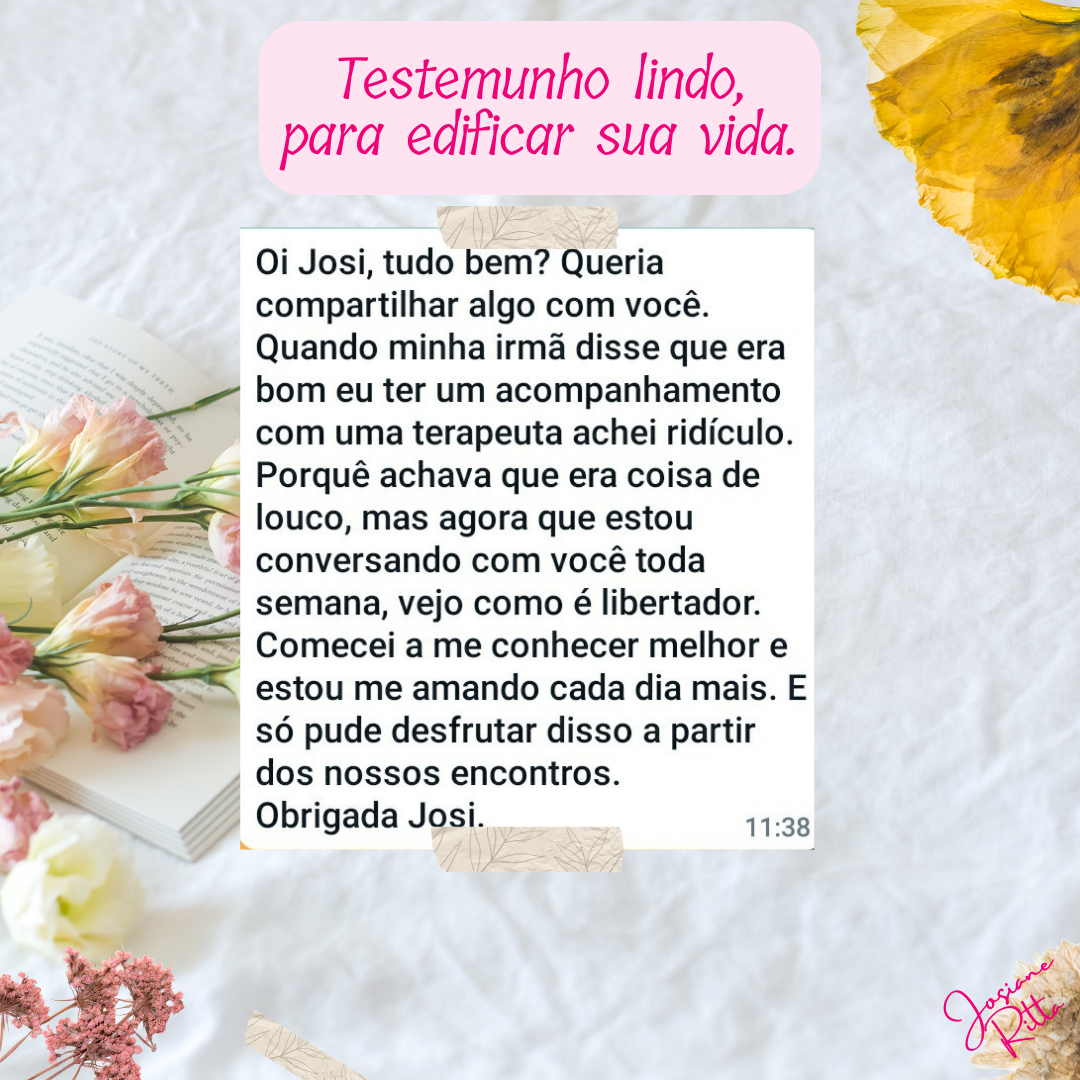 Testemunho lindo,
para edificar sua vida.
Oi Josi, tudo bem? Queria
compartilhar algo com você.
Quando minha irmã disse que era
bom eu ter um acompanhamento
com uma terapeuta achei ridículo.
Porquê achava que era coisa de
louco, mas agora que estou
conversando com você toda
semana, vejo como é libertador.
Comecei a me conhecer melhor e
estou me amando cada dia mais. E
só pude desfrutar disso a partir
dos nossos encontros.
Obrigada Josi.
11:38
Josiane
Ritta